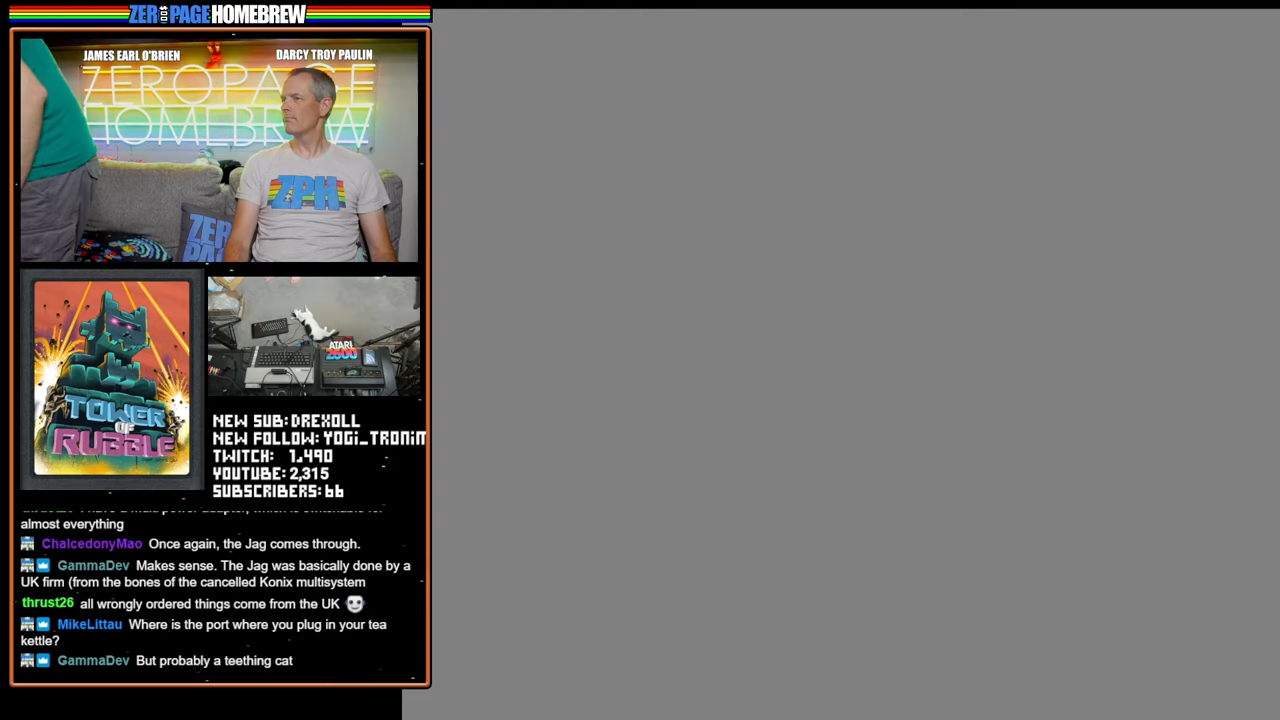 ZEROPAGE HOMEBREW
JAMES EARL O'BRIEN
DARCY TROY PAULIN
ZEROPAGE
HOMEBREW
ZPH
ZERO
ATARI
2600
TOWER
OF
RUBBLE
NEW SUB: DREXOLL
NEW FOLLOW: YOGI_TRONIM
TWITCH: 1,490
YOUTUBE: 2,315
SUBSCRIBERS: 66
almost everything
ChalcedonyMao Once again, the Jag comes through.
GammaDev Makes sense. The Jag was basically done by a
UK firm (from the bones of the cancelled Konix multisystem
thrust26 all wrongly ordered things come from the UK
MikeLittau Where is the port where you plug in your tea
kettle?
GammaDev But probably a teething cat